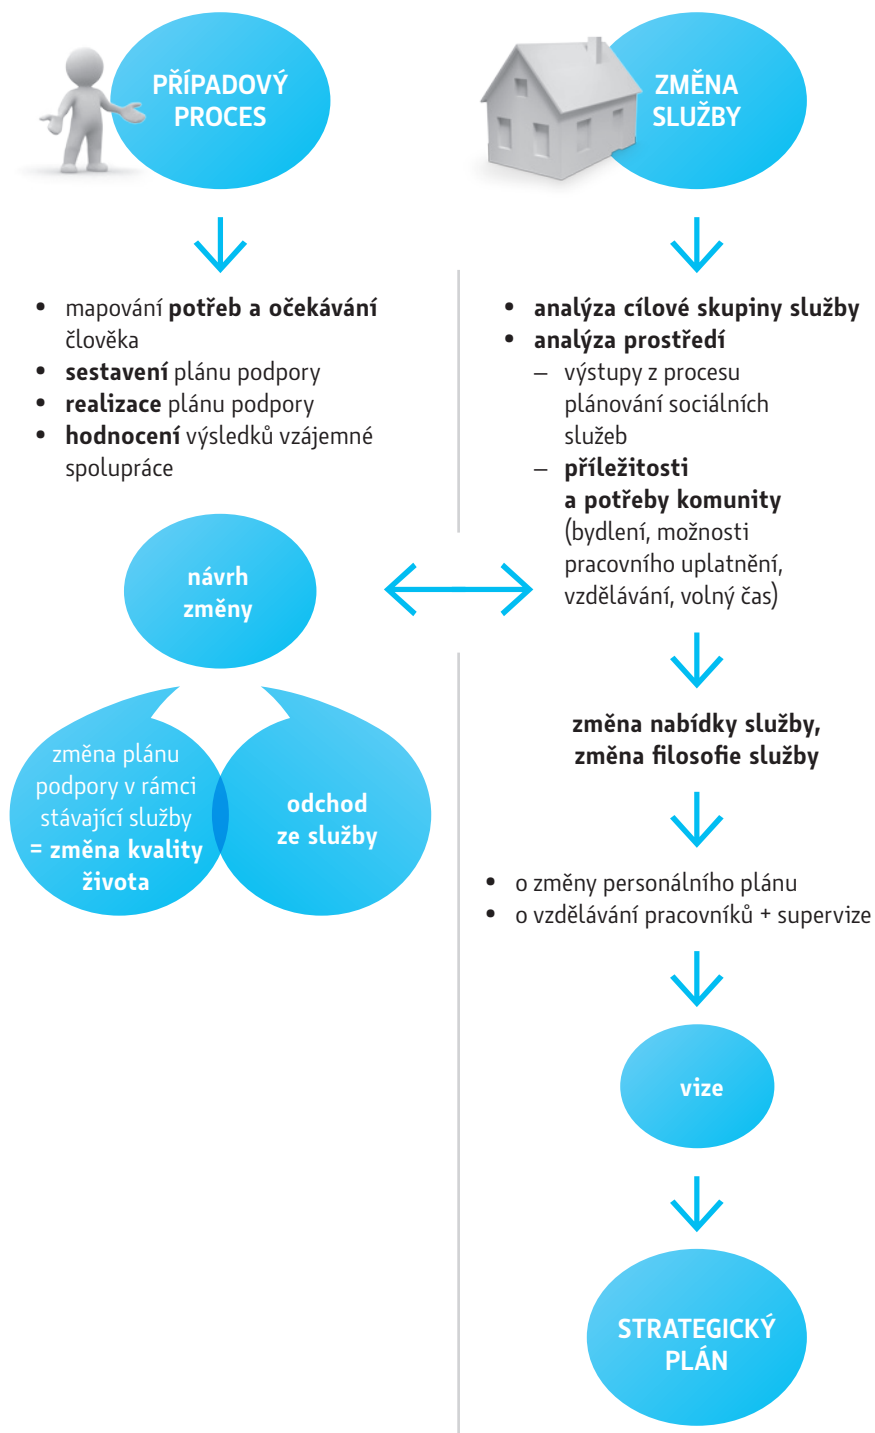 PŘÍPADOVÝ
PROCES
• mapování potřeb a očekávání
člověka
• sestavení plánu podpory
• realizace plánu podpory
• hodnocení výsledků vzájemné
spolupráce
návrh
změny
změna plánu
podpory v rámci
stávající služby
= změna kvality
života
odchod
ze služby
ZMĚNA
SLUŽBY
• analýza cílové skupiny služby
• analýza prostředí
– výstupy z procesu
plánování sociálních
služeb
– příležitosti
a potřeby komunity
(bydlení, možnosti
pracovního uplatnění,
vzdělávání, volný čas)
změna nabídky služby,
změna filosofie služby
• o změny personálního plánu
• o vzdělávání pracovníků + supervize
vize
STRATEGICKÝ
PLÁN